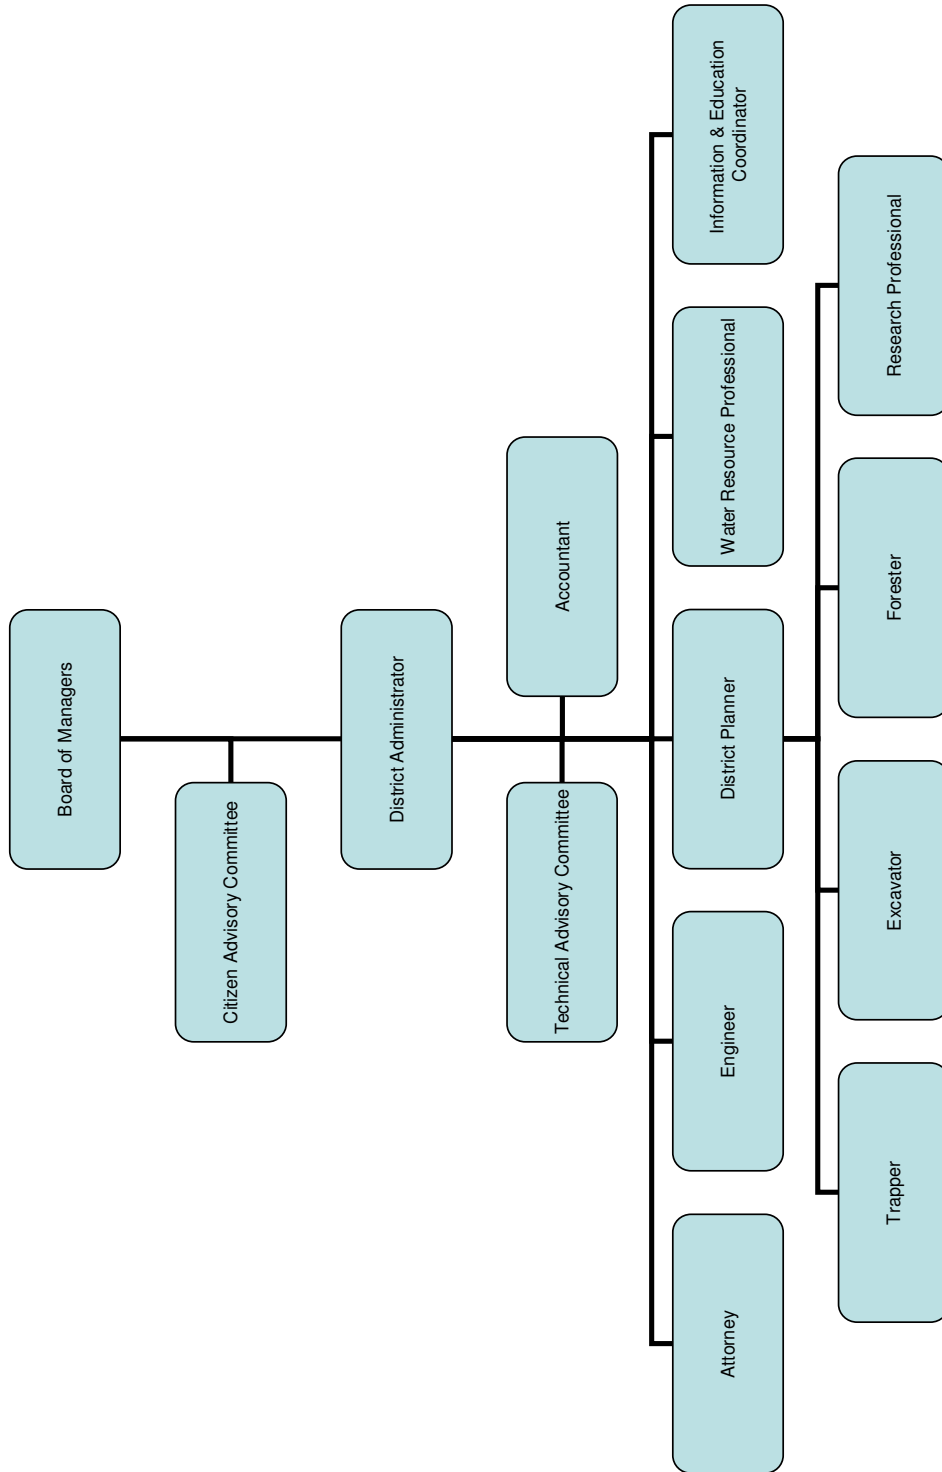 Board of Managers
Citizen Advisory Committee
District Administrator
Technical Advisory Committee
Accountant
Attorney
Engineer
District Planner
Water Resource Professional
Information & Education
Coordinator
Trapper
Excavator
Forester
Research Professional